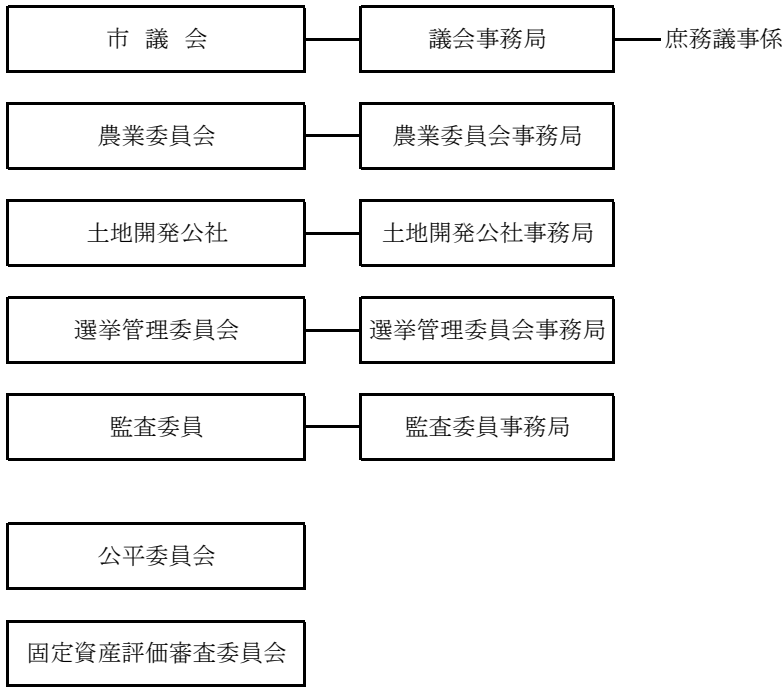 市 議 会
議会事務局
庶務議事係
農業委員会
農業委員会事務局
土地開発公社
土地開発公社事務局
選挙管理委員会
選挙管理委員会事務局
監査委員
監査委員事務局
公平委員会
固定資産評価審査委員会